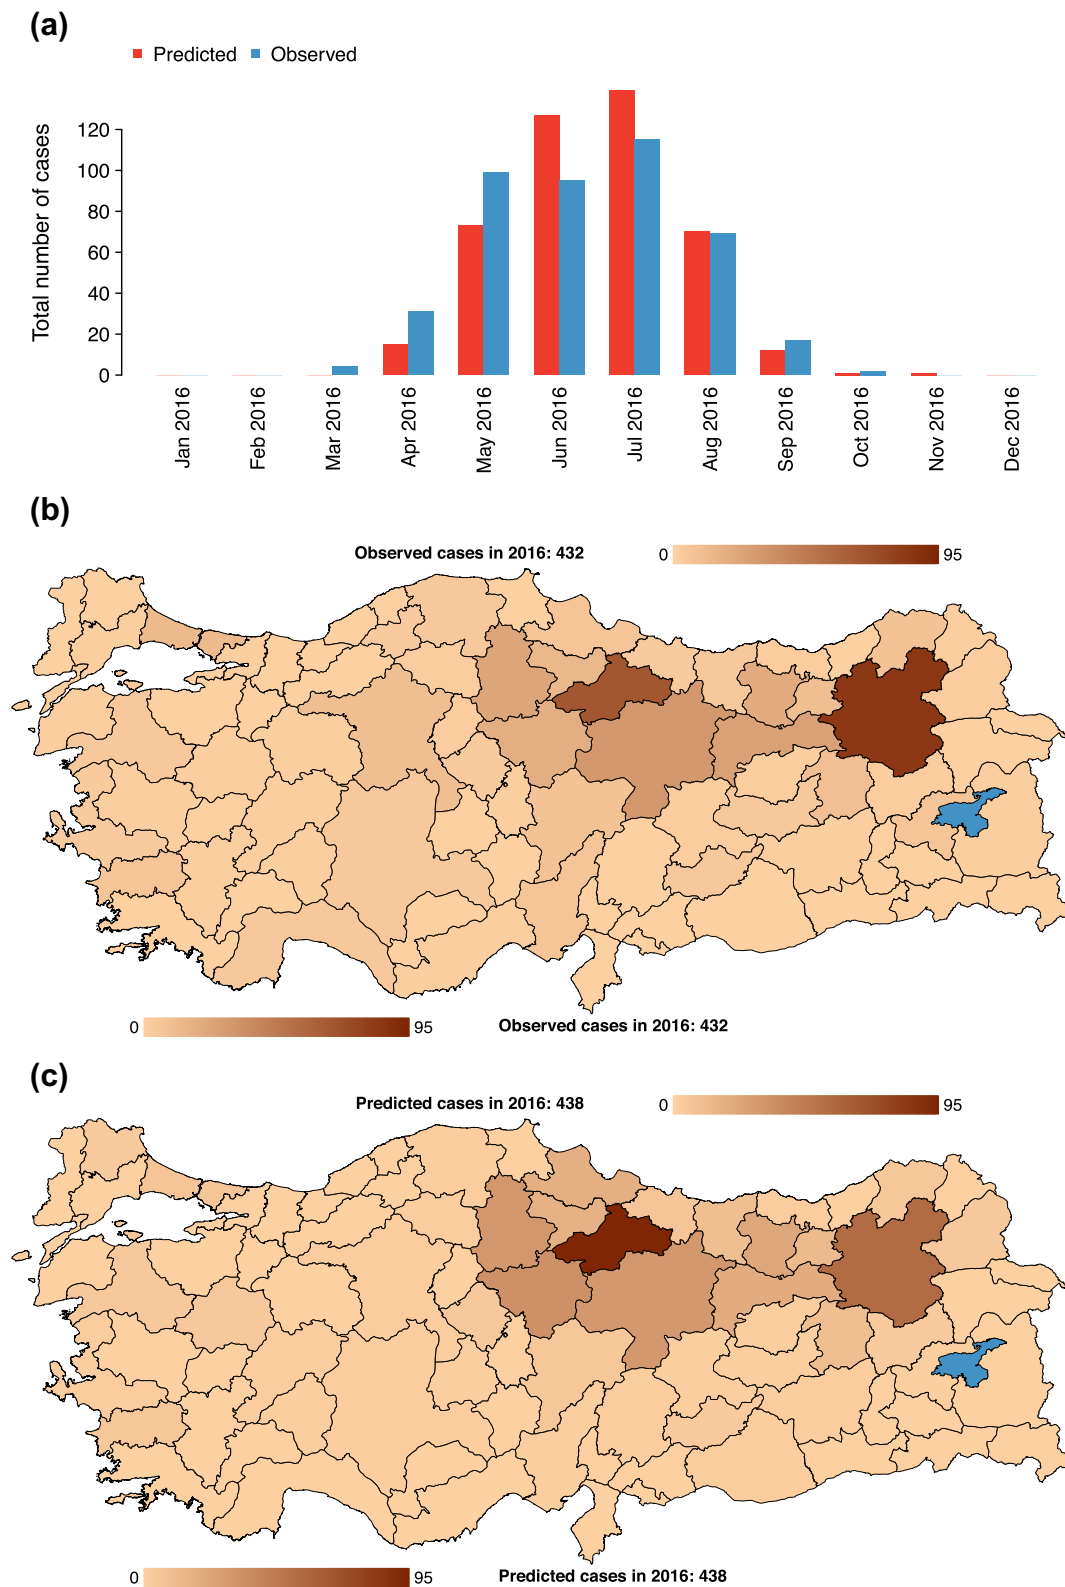 (a)
Predicted Observed
Total number of cases
120
100
80
60
40
20
0
Jan 2016
Feb 2016
Mar 2016
Apr 2016
May 2016
Jun 2016
Jul 2016
Aug 2016
Sep 2016
Oct 2016
Nov 2016
Dec 2016
(b)
Observed cases in 2016: 432 0 95
0 95 Observed cases in 2016: 432
(c)
Predicted cases in 2016: 438 0 95
0 95 Predicted cases in 2016: 438